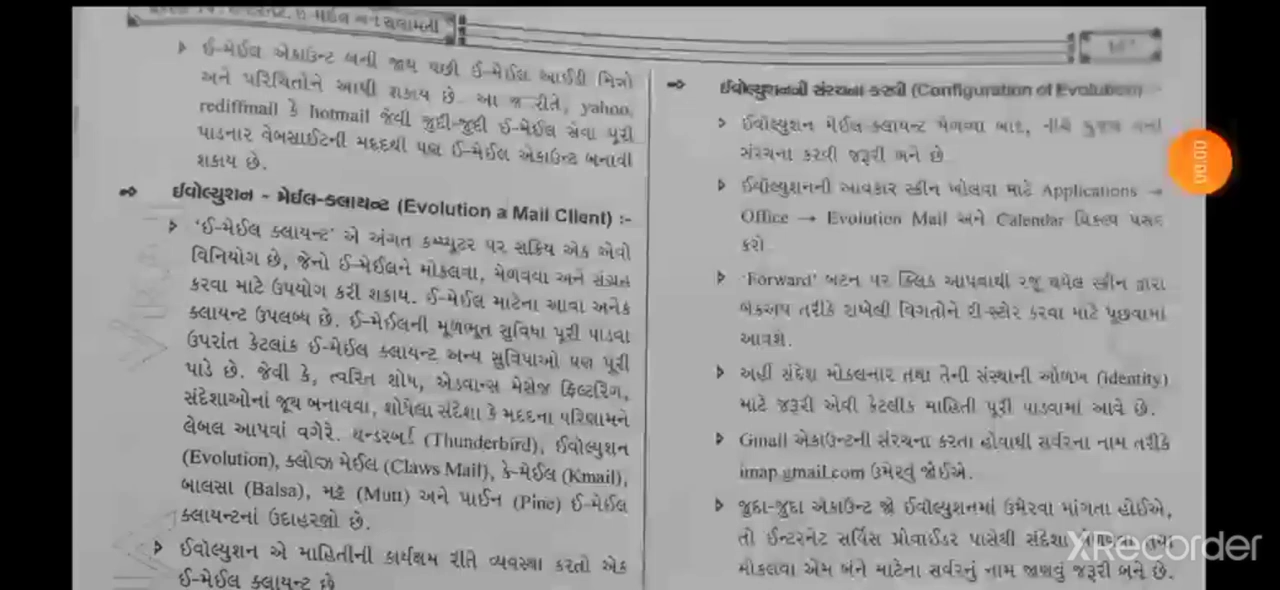 ઈ-મેઈલ અને સલામતી
➤ ઈ-મેઈલ એકાઉન્ટ બની જાય પછી ઈ-મેઈલ આઈડી મિત્રો
અને પરિચિતોને આપી શકાય છે. આ જ રીતે, yahoo,
rediffmail કે hotmail જેવી જુદી-જુદી ઈ-મેઈલ સેવા પૂરી
પાડનાર વેબસાઈટની મદદથી પણ ઈ-મેઈલ એકાઉન્ટ બનાવી
શકાય છે.
ઈવોલ્યુશન - મેઈલ-ક્લાયન્ટ (Evolution a Mail Client) :-
➤ 'ઈ-મેઈલ ક્લાયન્ટ' એ અંગત કમ્પ્યૂટર પર સક્રિય એક એવો
વિનિયોગ છે, જેનો ઈ-મેઈલને મોકલવા, મેળવવા અને સંગ્રહ
કરવા માટે ઉપયોગ કરી શકાય. ઈ-મેઈલ માટેના આવા અનેક
ક્લાયન્ટ ઉપલબ્ધ છે. ઈ-મેઈલની મૂળભૂત સુવિધા પૂરી પાડવા
ઉપરાંત કેટલાંક ઈ-મેઈલ ક્લાયન્ટ અન્ય સુવિધાઓ પણ પૂરી
પાડે છે. જેવી કે, ત્વરિત શોધ, એડવાન્સ મેસેજ ફિલ્ટરિંગ,
સંદેશાઓનાં જૂથ બનાવવા, શોધેલા સંદેશા કે મદદના પરિણામને
લેબલ આપવાં વગેરે. થન્ડરબર્ડ (Thunderbird), ઈવોલ્યુશન
(Evolution), ક્લોઝ મેઈલ (Claws Mail), કે-મેઈલ (Kmail),
બાલસા (Balsa), મટ્ટ (Mutt) અને પાઈન (Pine) ઈ-મેઈલ
ક્લાયન્ટનાં ઉદાહરણો છે.
➤ ઈવોલ્યુશન એ માહિતીની કાર્યક્ષમ રીતે વ્યવસ્થા કરતો એક
ઈ-મેઈલ ક્લાયન્ટ છે
ઈવોલ્યુશનની સંરચના કરવી (Configuration of Evolution) :-
➤ ઈવોલ્યુશન મેઈલ-ક્લાયન્ટ મેળવ્યા બાદ, નીચે મુજબ તેની
સંરચના કરવી જરૂરી બને છે
➤ ઈવોલ્યુશનની આવકાર સ્ક્રીન ખોલવા માટે Applications →
Office → Evolution Mail અને Calendar વિકલ્પ પસંદ
કરો
➤ 'Forward' બટન પર ક્લિક આપવાથી રજૂ થયેલ સ્ક્રીન દ્વારા
બેકઅપ તરીકે રાખેલી વિગતોને રી-સ્ટોર કરવા માટે પૂછવામાં
આવશે.
➤ અહીં સંદેશ મોકલનાર તથા તેની સંસ્થાની ઓળખ (identity)
માટે જરૂરી એવી કેટલીક માહિતી પૂરી પાડવામાં આવે છે.
➤ Gmail એકાઉન્ટની સંરચના કરતા હોવાથી સર્વરના નામ તરીકે
imap.gmail.com ઉમેરવું જોઈએ.
➤ જુદા-જુદા એકાઉન્ટ જો ઈવોલ્યુશનમાં ઉમેરવા માંગતા હોઈએ,
તો ઈન્ટરનેટ સર્વિસ પ્રોવાઈડર પાસેથી સંદેશા મેળવવા તથા
મોકલવા એમ બંને માટેના સર્વરનું નામ જાણવું જરૂરી બને છે.
00:00
XRecorder